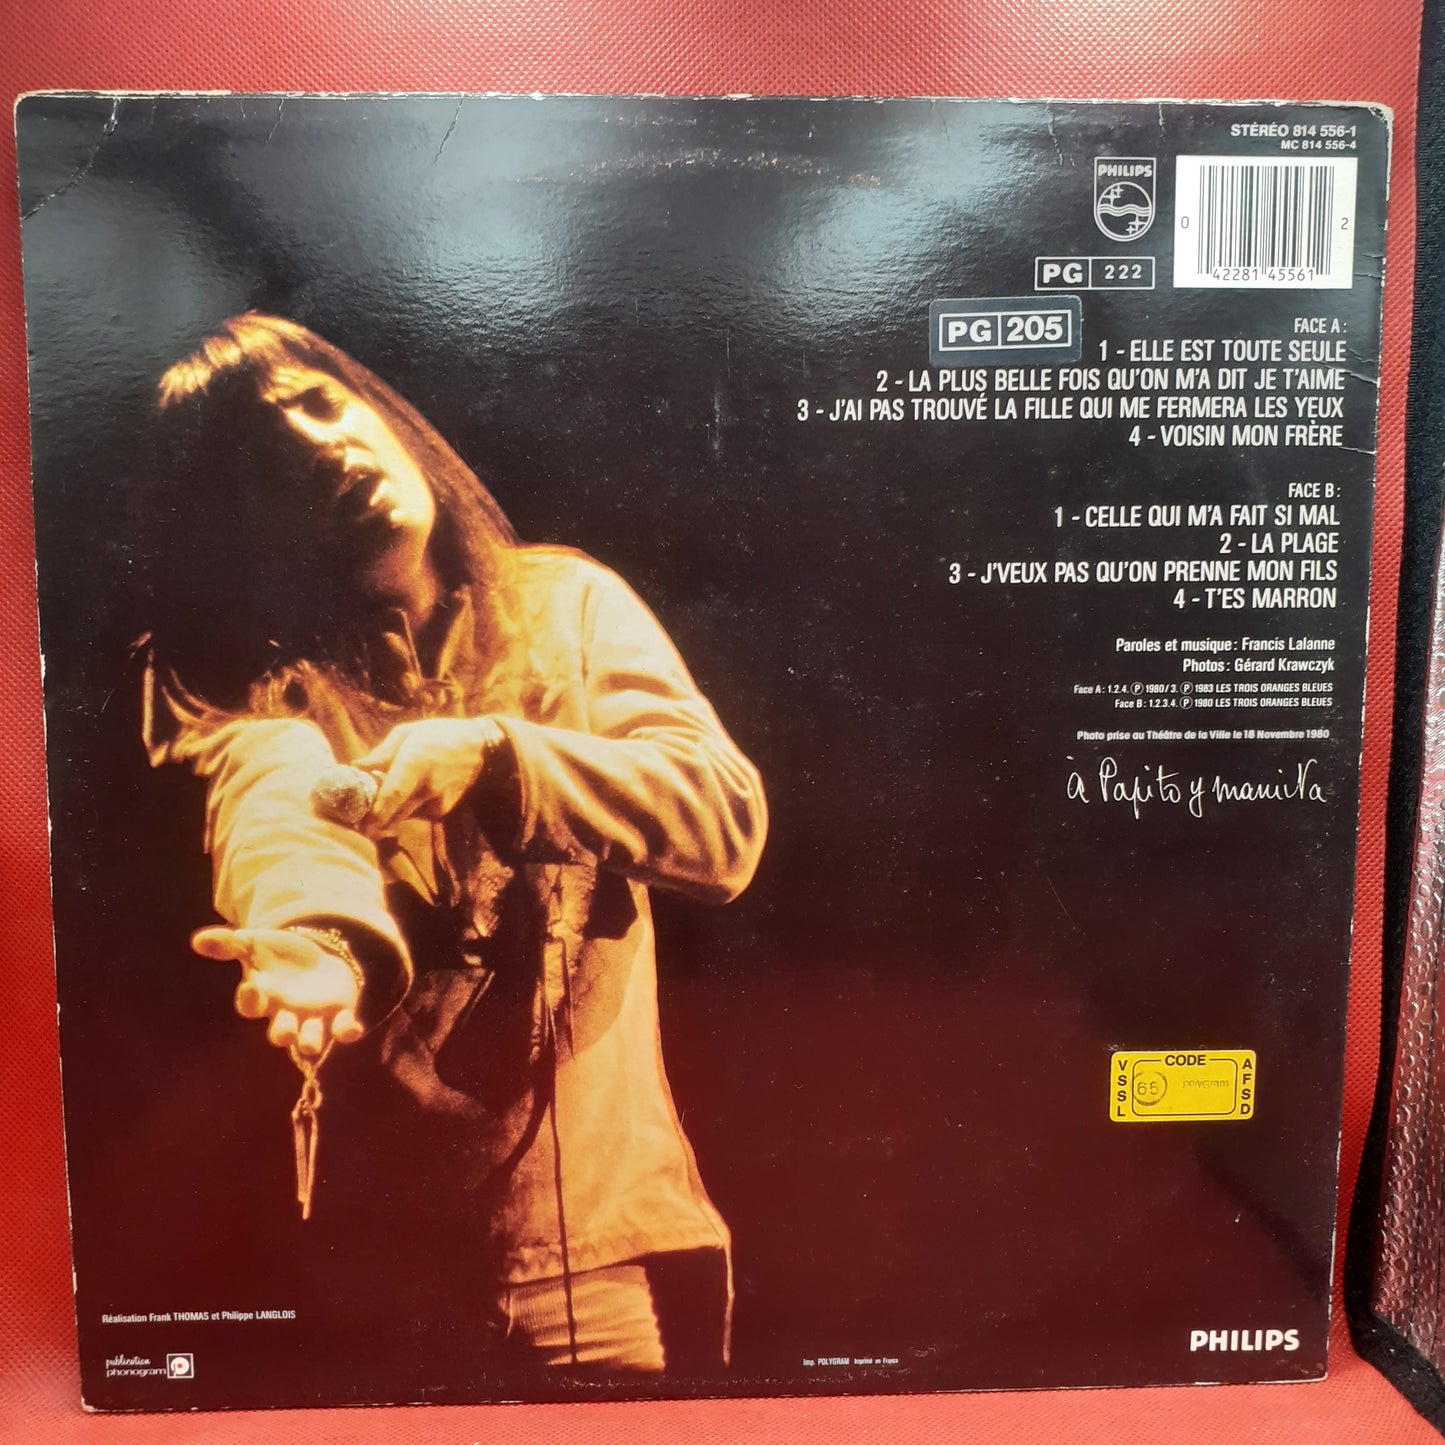 STÉRÉO 814 556-1
MC 814 556-4
PHILIPS
0 42281 45561 2
PG 222
PG 205
FACE A :
1 - ELLE EST TOUTE SEULE
2 - LA PLUS BELLE FOIS QU'ON M'A DIT JE T'AIME
3 - J'AI PAS TROUVÉ LA FILLE QUI ME FERMERA LES YEUX
4 - VOISIN MON FRÈRE
FACE B :
1 - CELLE QUI M'A FAIT SI MAL
2 - LA PLAGE
3 - J'VEUX PAS QU'ON PRENNE MON FILS
4 - T'ES MARRON
Paroles et musique : Francis Lalanne
Photos : Gérard Krawczyk
Face A : 1.2.4. Ⓟ 1980 / 3. Ⓟ 1983 LES TROIS ORANGES BLEUES
Face B : 1.2.3.4. Ⓟ 1980 LES TROIS ORANGES BLEUES
Photo prise au Théâtre de la Ville le 18 Novembre 1980
à Papito y mamita
VSSL CODE AFSD
66 polyGram
Réalisation Frank THOMAS et Philippe LANGLOIS
publication
phonogram
Imp. POLYGRAM Imprimé en France
PHILIPS